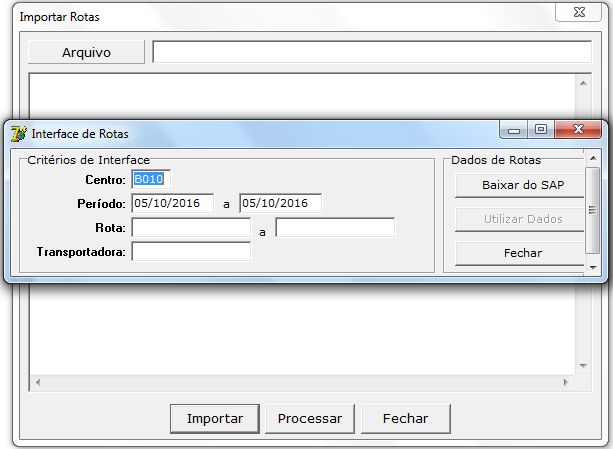 Importar Rotas
Arquivo
Interface de Rotas
Critérios de Interface
Centro: B010
Período: 05/10/2016 a 05/10/2016
Rota: a
Transportadora:
Dados de Rotas
Baixar do SAP
Utilizar Dados
Fechar
Importar Processar Fechar